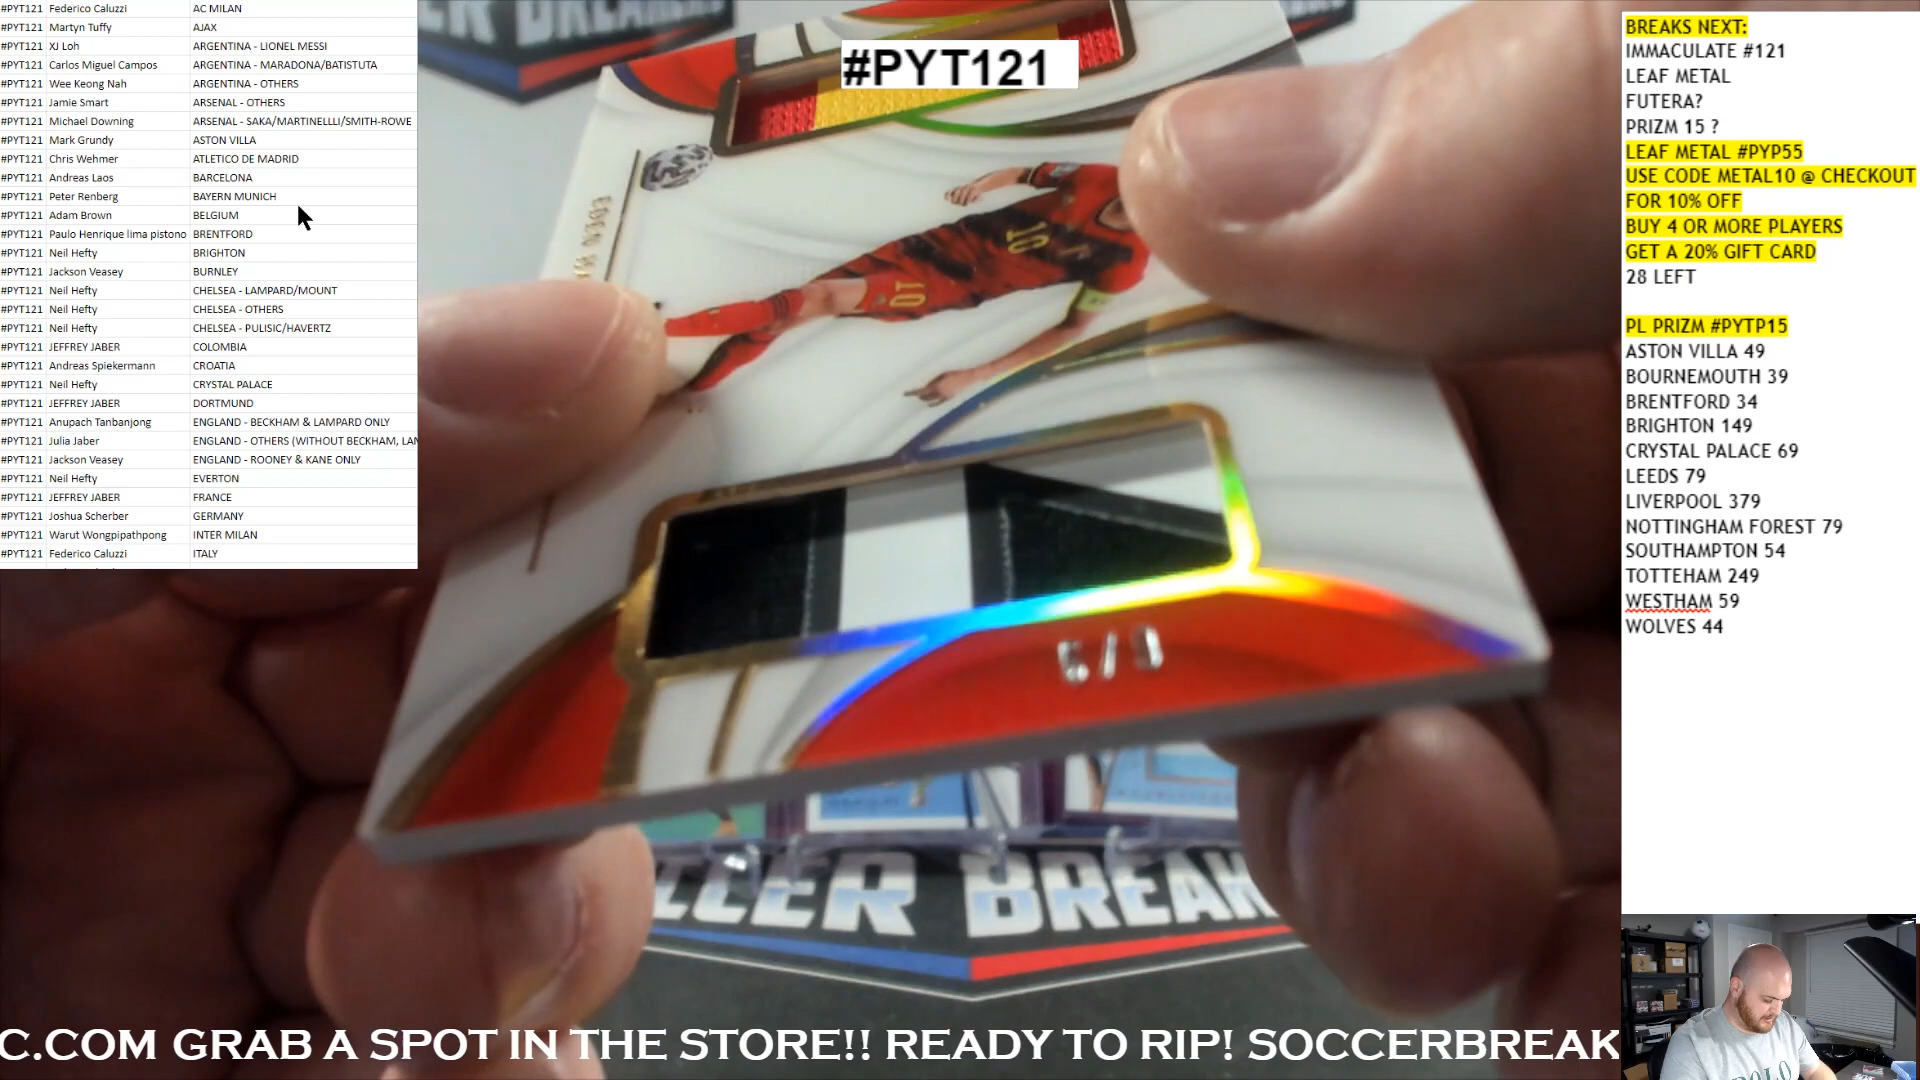 #PYT121 Federico Caluzzi AC MILAN
#PYT121 Martyn Tuffy AJAX
#PYT121 XJ Loh ARGENTINA - LIONEL MESSI
#PYT121 Carlos Miguel Campos ARGENTINA - MARADONA/BATISTUTA
#PYT121 Wee Keong Nah ARGENTINA - OTHERS
#PYT121 Jamie Smart ARSENAL - OTHERS
#PYT121 Michael Downing ARSENAL - SAKA/MARTINELLLI/SMITH-ROWE
#PYT121 Mark Grundy ASTON VILLA
#PYT121 Chris Wehmer ATLETICO DE MADRID
#PYT121 Andreas Laos BARCELONA
#PYT121 Peter Renberg BAYERN MUNICH
#PYT121 Adam Brown BELGIUM
#PYT121 Paulo Henrique lima pistono BRENTFORD
#PYT121 Neil Hefty BRIGHTON
#PYT121 Jackson Veasey BURNLEY
#PYT121 Neil Hefty CHELSEA - LAMPARD/MOUNT
#PYT121 Neil Hefty CHELSEA - OTHERS
#PYT121 Neil Hefty CHELSEA - PULISIC/HAVERTZ
#PYT121 JEFFREY JABER COLOMBIA
#PYT121 Andreas Spiekermann CROATIA
#PYT121 Neil Hefty CRYSTAL PALACE
#PYT121 JEFFREY JABER DORTMUND
#PYT121 Anupach Tanbanjong ENGLAND - BECKHAM & LAMPARD ONLY
#PYT121 Julia Jaber ENGLAND - OTHERS (WITHOUT BECKHAM, LAN
#PYT121 Jackson Veasey ENGLAND - ROONEY & KANE ONLY
#PYT121 Neil Hefty EVERTON
#PYT121 JEFFREY JABER FRANCE
#PYT121 Joshua Scherber GERMANY
#PYT121 Warut Wongpipathpong INTER MILAN
#PYT121 Federico Caluzzi ITALY
#PYT121
EDEN
10
10
CCER BREAK
BREAKS NEXT:
IMMACULATE #121
LEAF METAL
FUTERA?
PRIZM 15 ?
LEAF METAL #PYP55
USE CODE METAL10 @ CHECKOUT
FOR 10% OFF
BUY 4 OR MORE PLAYERS
GET A 20% GIFT CARD
28 LEFT
PL PRIZM #PYTP15
ASTON VILLA 49
BOURNEMOUTH 39
BRENTFORD 34
BRIGHTON 149
CRYSTAL PALACE 69
LEEDS 79
LIVERPOOL 379
NOTTINGHAM FOREST 79
SOUTHAMPTON 54
TOTTEHAM 249
WESTHAM 59
WOLVES 44
C.COM GRAB A SPOT IN THE STORE!! READY TO RIP! SOCCERBREAK